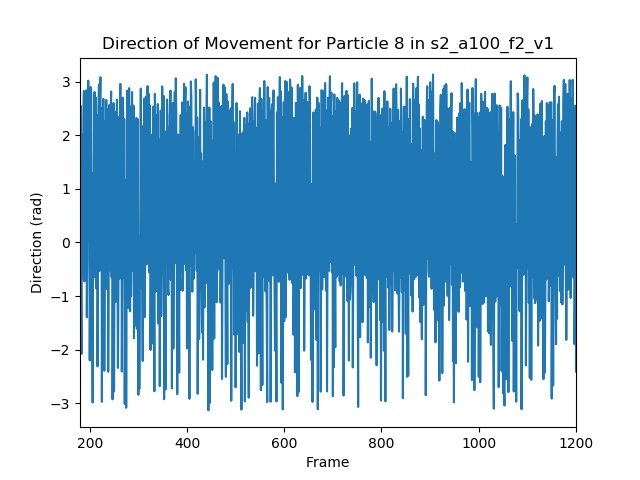 Direction of Movement for Particle 8 in s2_a100_f2_v1
Direction (rad)
3
2
1
0
−1
−2
−3
200 400 600 800 1000 1200
Frame